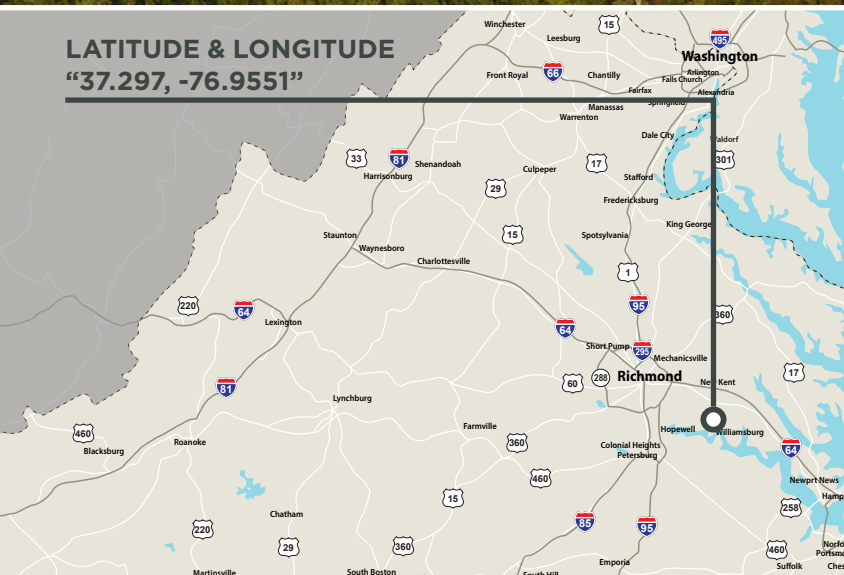 LATITUDE & LONGITUDE
“37.297, -76.9551”
Winchester
15
Leesburg
495
Washington
Front Royal
66
Chantilly
Arlington
Falls Church
Fairfax
Alexandria
Springfield
Manassas
Warrenton
Dale City
33
81
Shenandoah
17
301
Harrisonburg
Culpeper
Stafford
29
Fredericksburg
King George
Staunton
15
Spotsylvania
Waynesboro
Charlottesville
1
220
64
95
360
Lexington
64
Short Pump
295
Mechanicsville
17
81
60
288
Richmond
New Kent
Lynchburg
460
Farmville
Hopewell
Williamsburg
Blacksburg
Roanoke
360
Colonial Heights
Petersburg
64
460
Newprt News
15
258
Chatham
220
85
95
29
360
460
Emporia
Suffolk
Martinsville
South Boston
South Hill